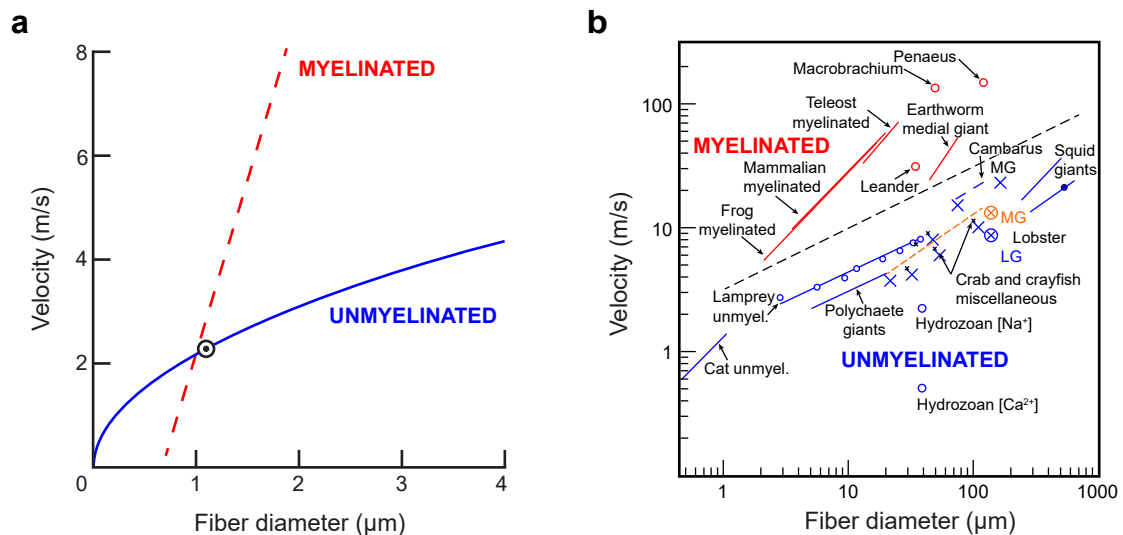 a
8
6
4
2
0
1
2
3
4
Velocity (m/s)
Fiber diameter (µm)
MYELINATED
UNMYELINATED
b
100
10
1
1
10
100
1000
Velocity (m/s)
Fiber diameter (µm)
Penaeus
Macrobrachium
Teleost
myelinated
Earthworm
medial giant
MYELINATED
Cambarus
MG
Squid
giants
Mammalian
myelinated
Leander
Frog
myelinated
MG
Lobster
LG
Crab and crayfish
miscellaneous
Lamprey
unmyel.
Polychaete
giants
Hydrozoan [Na⁺]
Cat unmyel.
UNMYELINATED
Hydrozoan [Ca²⁺]